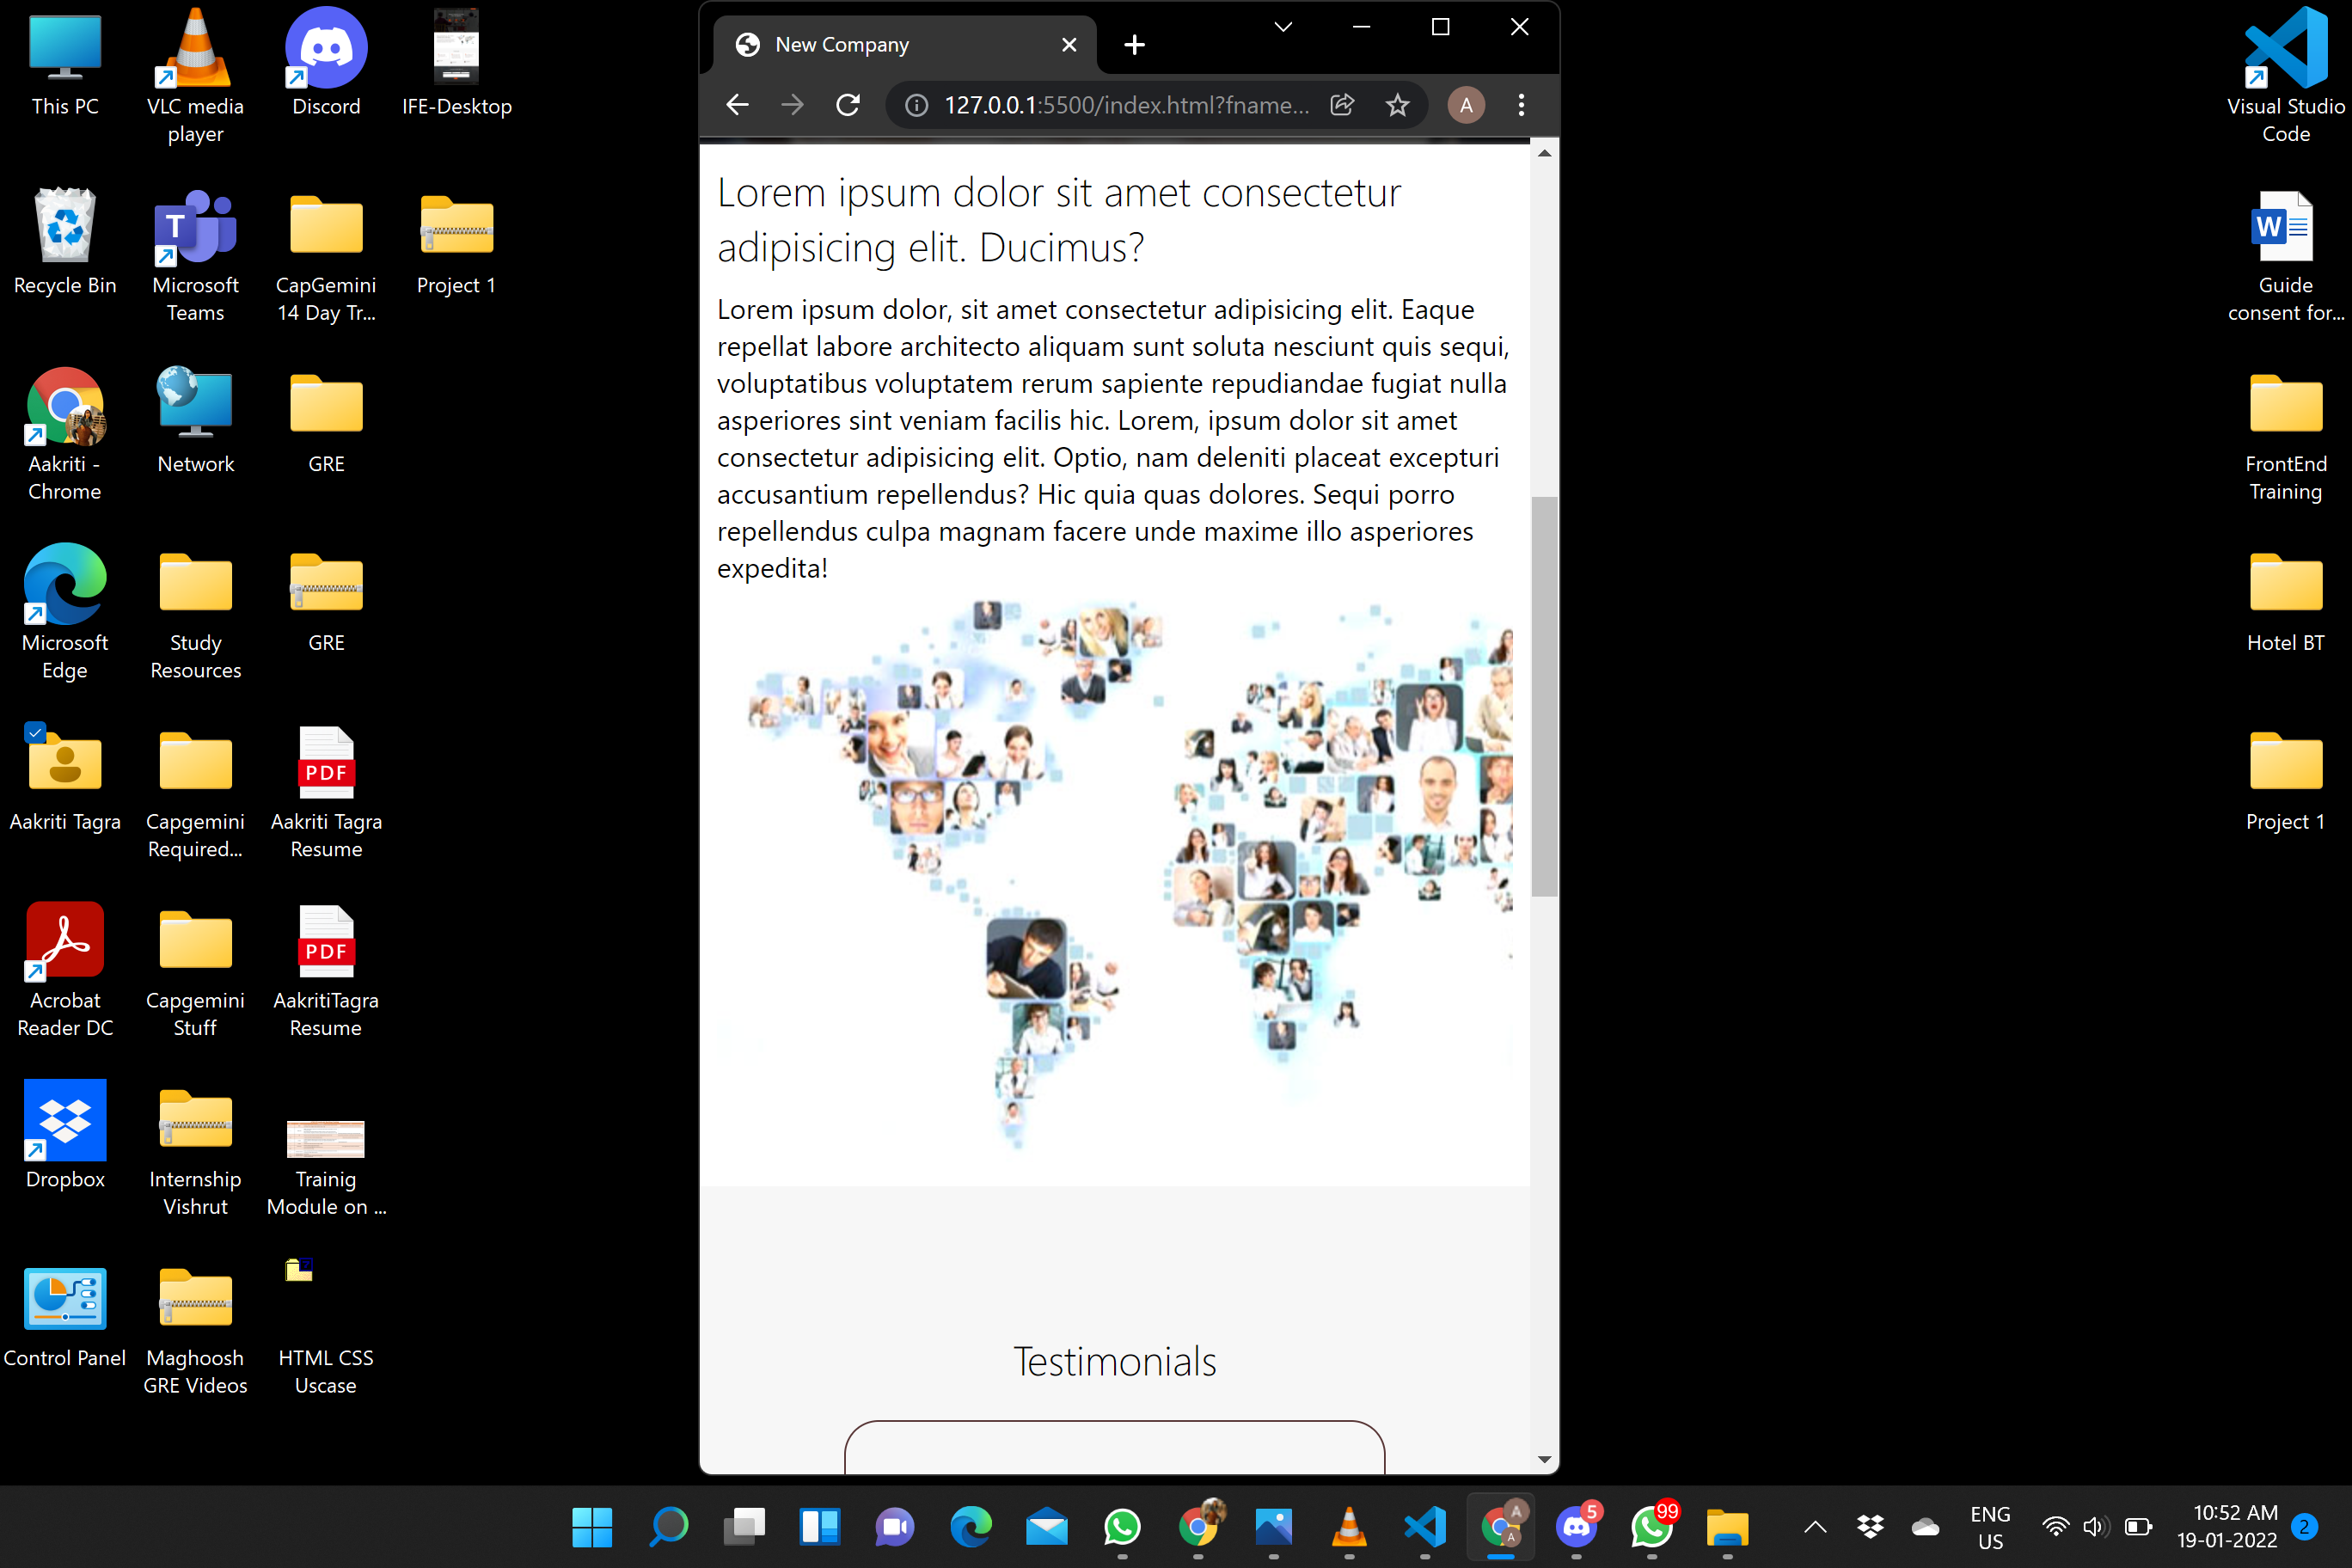 This PC
VLC media
player
Discord
IFE-Desktop
Recycle Bin
T
Microsoft
Teams
CapGemini
14 Day Tr...
Project 1
Aakriti -
Chrome
Network
GRE
Microsoft
Edge
Study
Resources
GRE
Aakriti Tagra
Capgemini
Required...
PDF
Aakriti Tagra
Resume
Acrobat
Reader DC
Capgemini
Stuff
PDF
AakritiTagra
Resume
Dropbox
Internship
Vishrut
Trainig
Module on ...
Control Panel
Maghoosh
GRE Videos
HTML CSS
Uscase
New Company
127.0.0.1:5500/index.html?fname...
A
Lorem ipsum dolor sit amet consectetur
adipisicing elit. Ducimus?
Lorem ipsum dolor, sit amet consectetur adipisicing elit. Eaque
repellat labore architecto aliquam sunt soluta nesciunt quis sequi,
voluptatibus voluptatem rerum sapiente repudiandae fugiat nulla
asperiores sint veniam facilis hic. Lorem, ipsum dolor sit amet
consectetur adipisicing elit. Optio, nam deleniti placeat excepturi
accusantium repellendus? Hic quia quas dolores. Sequi porro
repellendus culpa magnam facere unde maxime illo asperiores
expedita!
Testimonials
Visual Studio
Code
W
Guide
consent for...
FrontEnd
Training
Hotel BT
Project 1
A
A
5
99
ENG
US
10:52 AM
19-01-2022
2